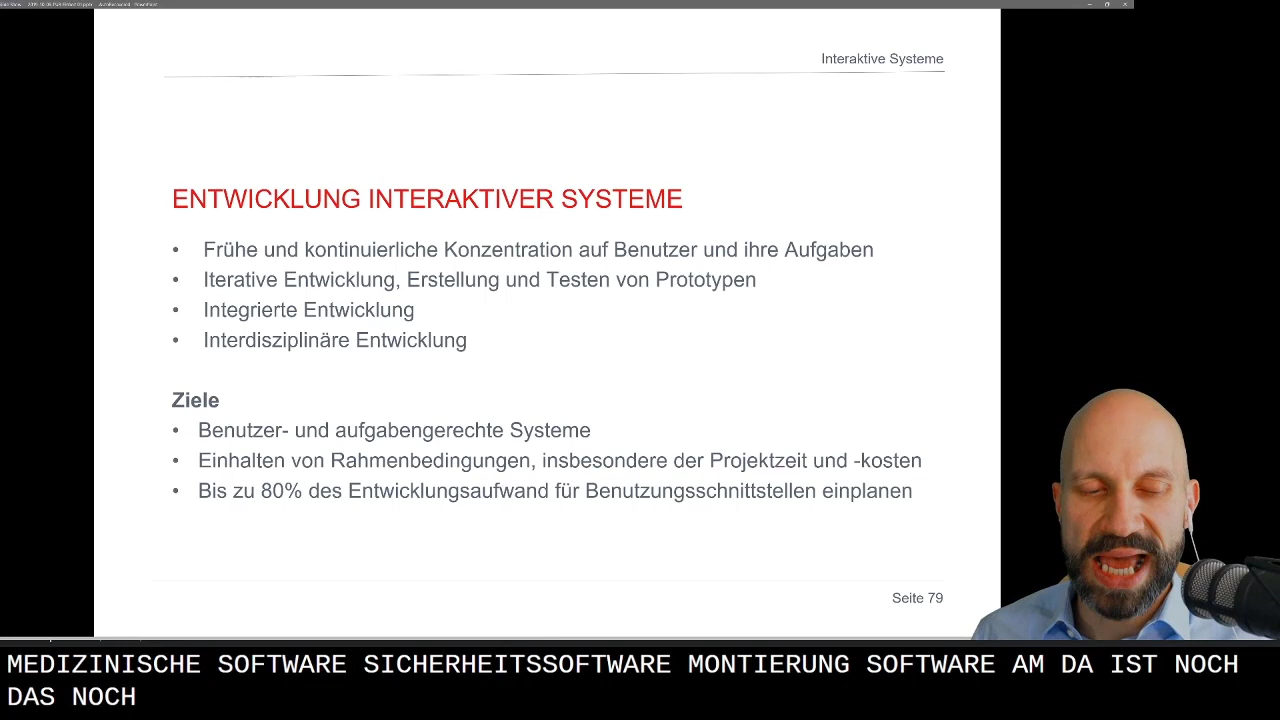 Interaktive Systeme
ENTWICKLUNG INTERAKTIVER SYSTEME
• Frühe und kontinuierliche Konzentration auf Benutzer und ihre Aufgaben
• Iterative Entwicklung, Erstellung und Testen von Prototypen
• Integrierte Entwicklung
• Interdisziplinäre Entwicklung
Ziele
• Benutzer- und aufgabengerechte Systeme
• Einhalten von Rahmenbedingungen, insbesondere der Projektzeit und -kosten
• Bis zu 80% des Entwicklungsaufwand für Benutzungsschnittstellen einplanen
Seite 79
MEDIZINISCHE SOFTWARE SICHERHEITSSOFTWARE MONTIERUNG SOFTWARE AM DA IST NOCH
DAS NOCH